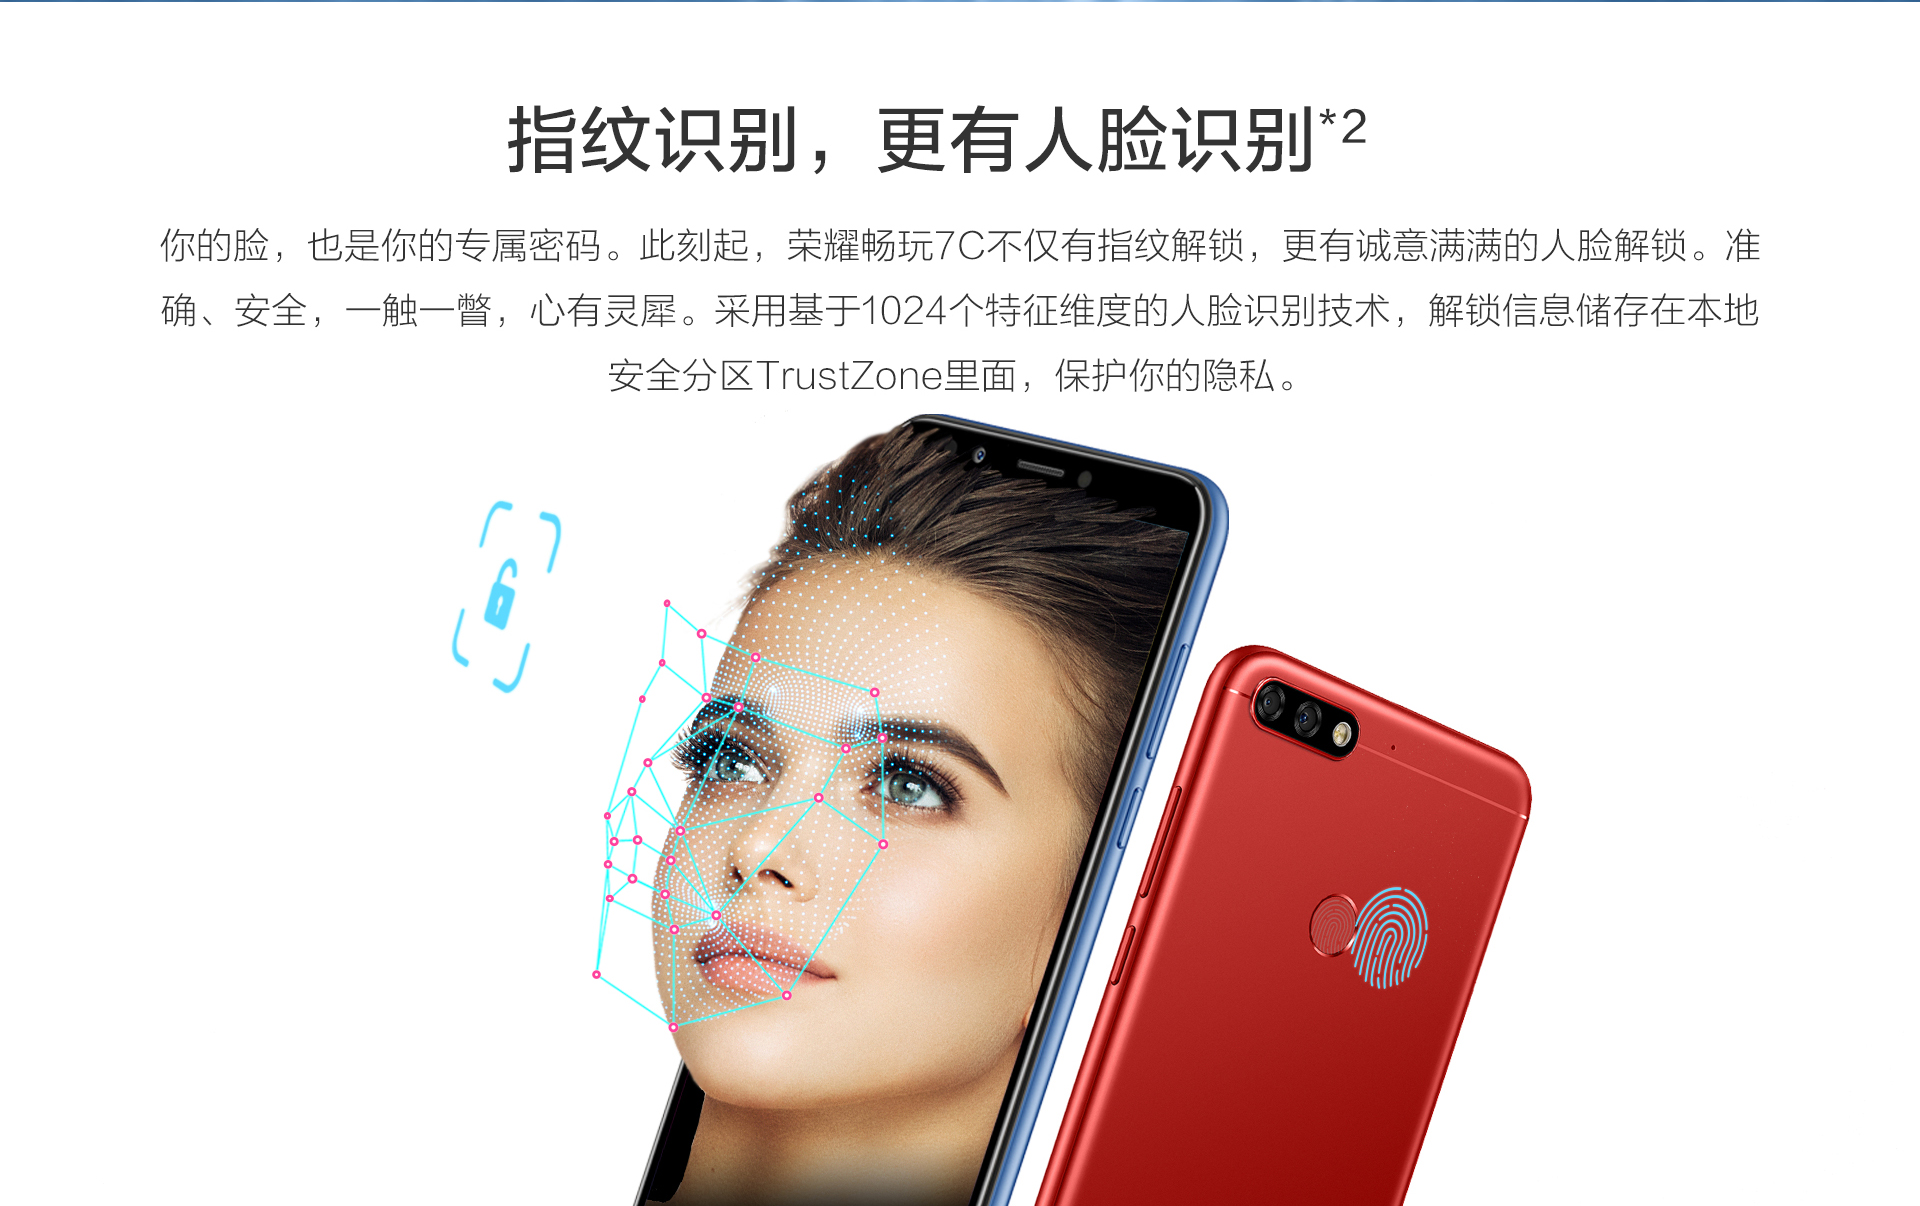 指纹识别，更有人脸识别*2
你的脸，也是你的专属密码。此刻起，荣耀畅玩7C不仅有指纹解锁，更有诚意满满的人脸解锁。准
确、安全，一触一瞥，心有灵犀。采用基于1024个特征维度的人脸识别技术，解锁信息储存在本地
安全分区TrustZone里面，保护你的隐私。